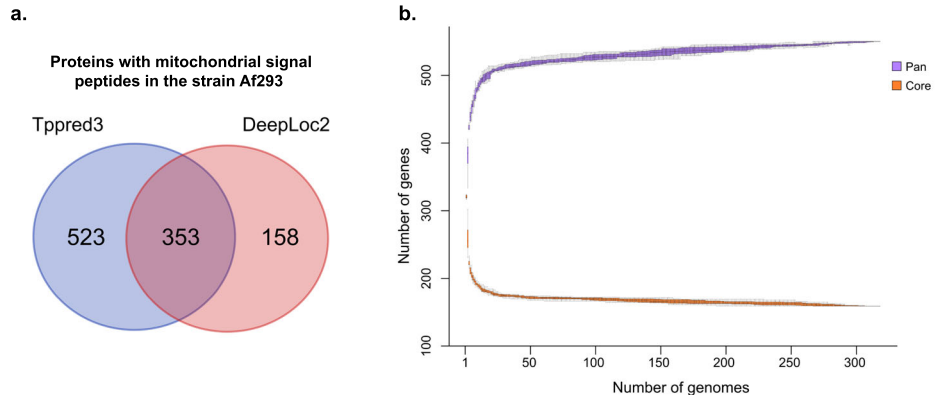 a.
Proteins with mitochondrial signal
peptides in the strain Af293
Tppred3
DeepLoc2
523
353
158
b.
Number of genes
500
400
300
200
100
1
50
100
150
200
250
300
Number of genomes
Pan
Core